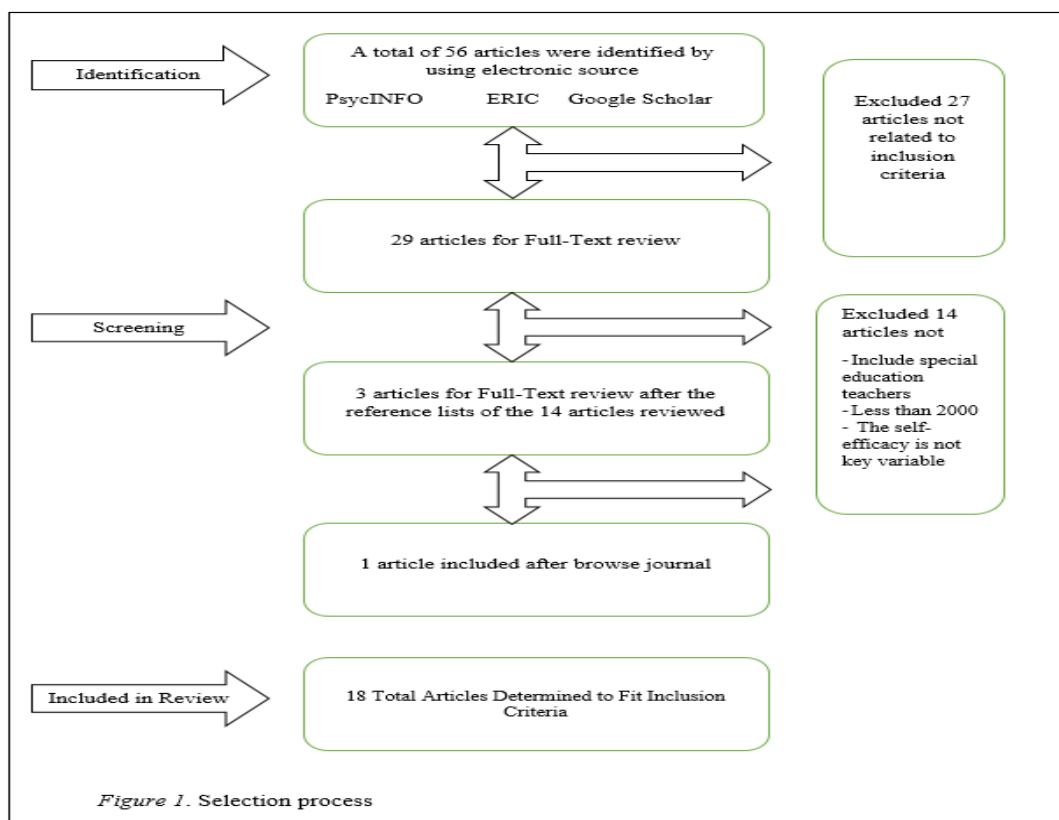 Identification
A total of 56 articles were identified by
using electronic source
PsycINFO ERIC Google Scholar
Excluded 27
articles not
related to
inclusion
criteria
29 articles for Full-Text review
Screening
Excluded 14
articles not
-Include special
education
teachers
-Less than 2000
- The self-
efficacy is not
key variable
3 articles for Full-Text review after the
reference lists of the 14 articles reviewed
1 article included after browse journal
Included in Review
18 Total Articles Determined to Fit Inclusion
Criteria
Figure 1. Selection process